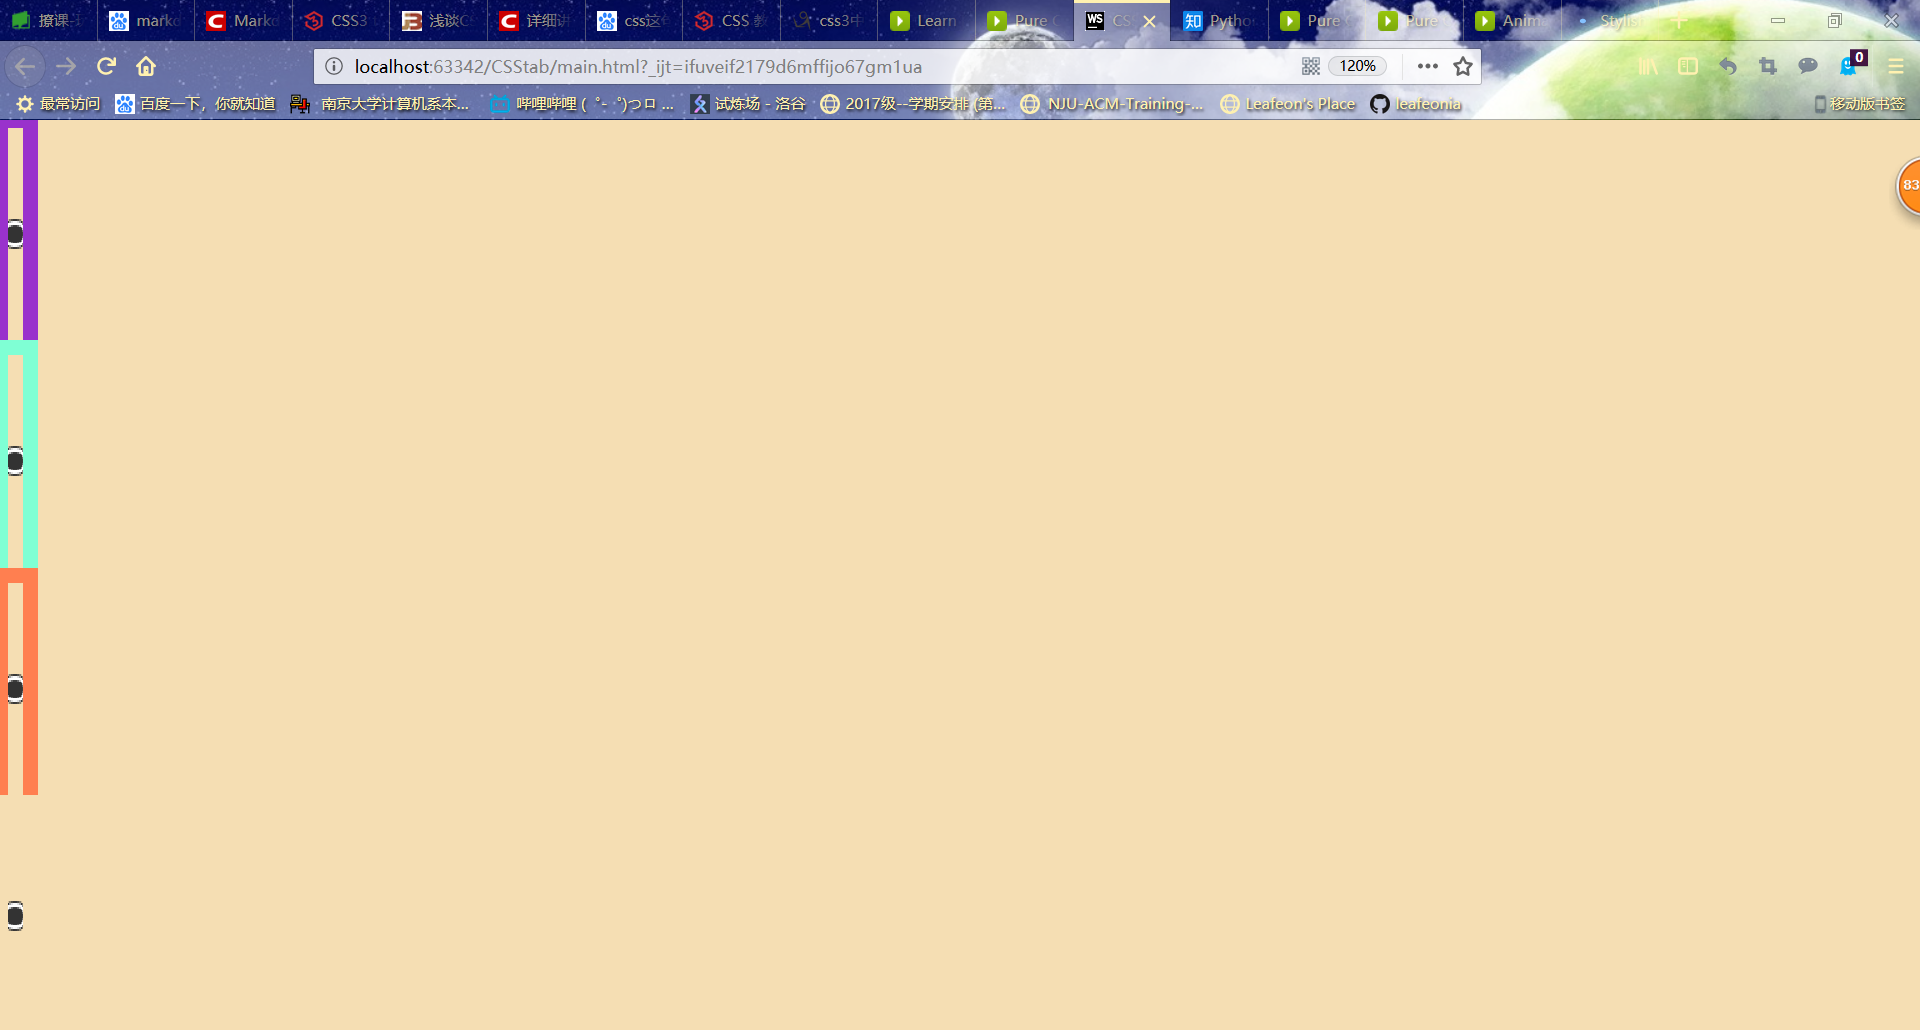 撩课-
mark
Mark
CSS3
浅谈C
详细讲
css这
CSS 教
css3中
Learn
Pure C
WS CS
知 Pytho
Pure
Pure
Anim
Styli
localhost:63342/CSStab/main.html?_ijt=ifuveif2179d6mffijo67gm1ua
120%
0
最常访问
百度一下，你就知道
南京大学计算机系本...
哔哩哔哩 ( ゜- ゜)つロ ...
试炼场 - 洛谷
2017级--学期安排 (第...
NJU-ACM-Training-...
Leafeon's Place
leafeonia
移动版书签
83